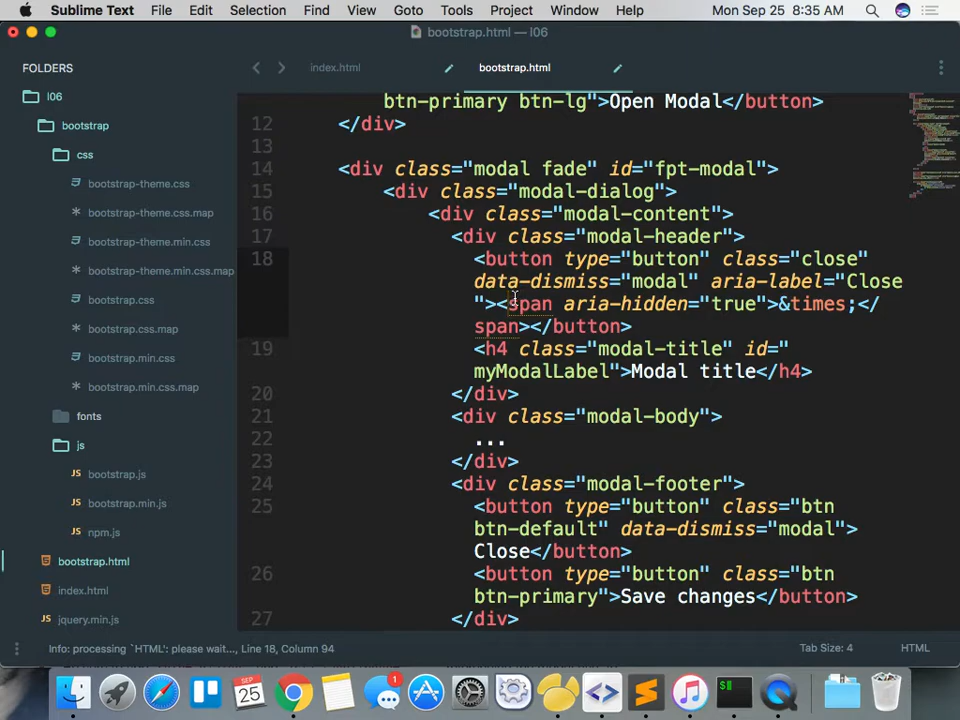 Sublime Text File Edit Selection Find View Goto Tools Project Window Help Mon Sep 25 8:35 AM
bootstrap.html — l06
FOLDERS
l06
bootstrap
css
bootstrap-theme.css
bootstrap-theme.css.map
bootstrap-theme.min.css
bootstrap-theme.min.css.map
bootstrap.css
bootstrap.css.map
bootstrap.min.css
bootstrap.min.css.map
fonts
js
JS bootstrap.js
JS bootstrap.min.js
JS npm.js
bootstrap.html
index.html
JS jquery.min.js
index.html bootstrap.html
btn-primary btn-lg">Open Modal</button>
12 </div>
13
14 <div class="modal fade" id="fpt-modal">
15 <div class="modal-dialog">
16 <div class="modal-content">
17 <div class="modal-header">
18 <button type="button" class="close"
data-dismiss="modal" aria-label="Close
"><span aria-hidden="true">&times;</
span></button>
19 <h4 class="modal-title" id="
myModalLabel">Modal title</h4>
20 </div>
21 <div class="modal-body">
22 ...
23 </div>
24 <div class="modal-footer">
25 <button type="button" class="btn
btn-default" data-dismiss="modal">
Close</button>
26 <button type="button" class="btn
btn-primary">Save changes</button>
27 </div>
Info: processing `HTML': please wait..., Line 18, Column 94 Tab Size: 4 HTML
SEP
25
1